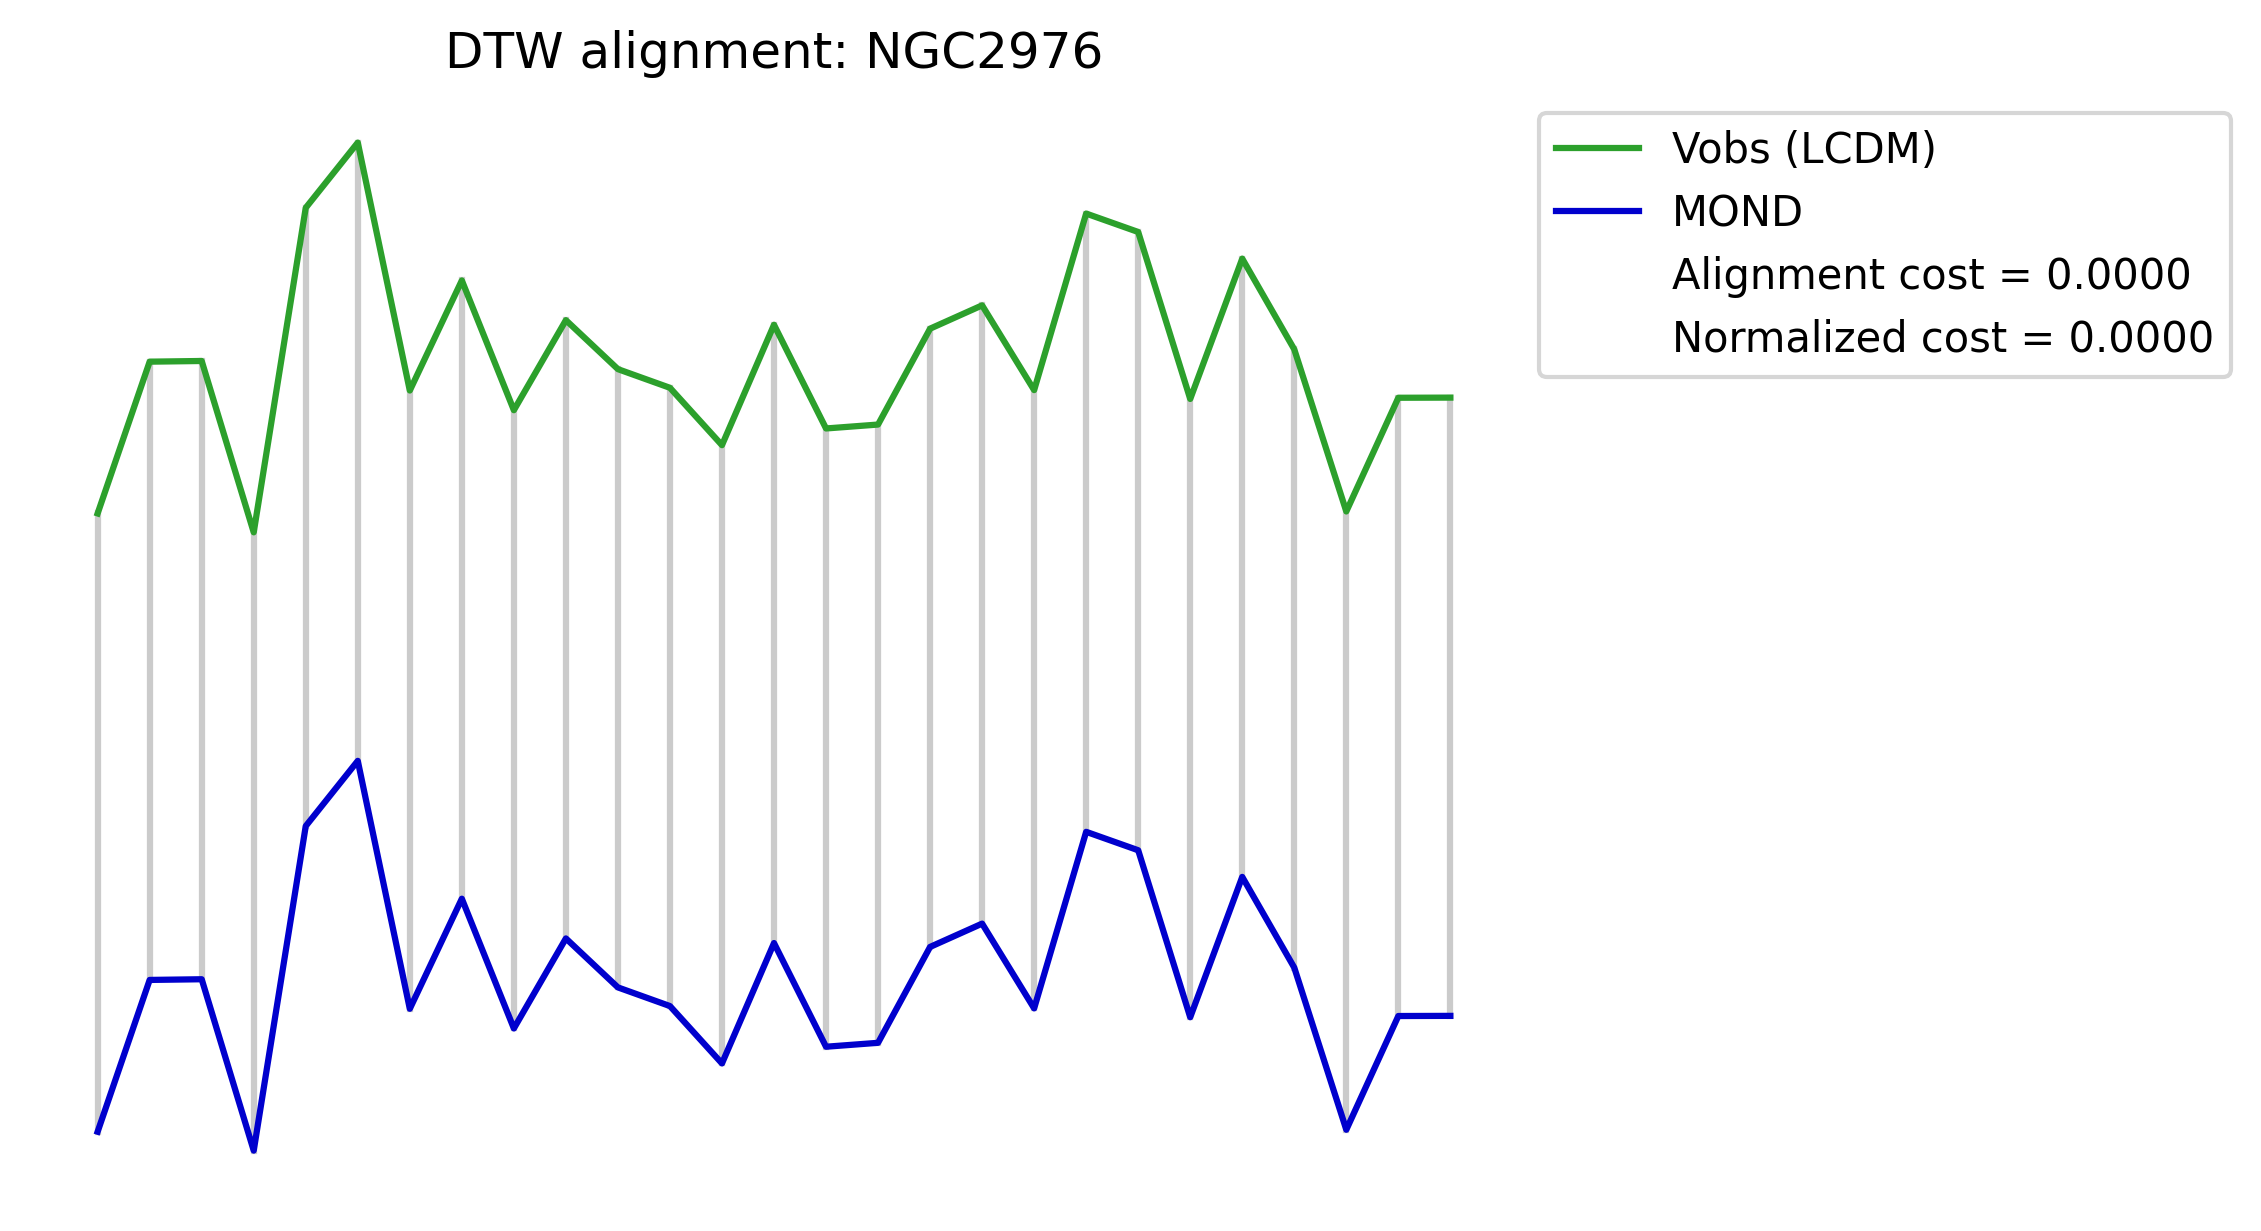 DTW alignment: NGC2976
Vobs (LCDM)
MOND
Alignment cost = 0.0000
Normalized cost = 0.0000